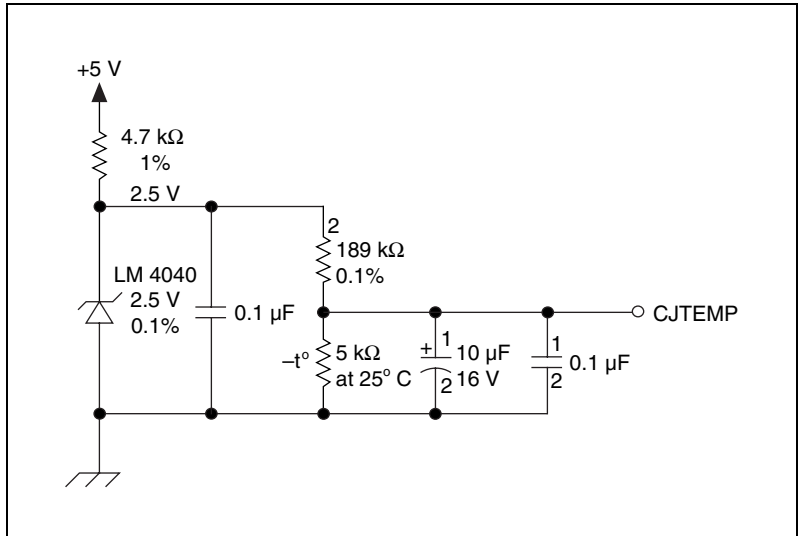 +5 V
4.7 kΩ
1%
2.5 V
2
189 kΩ
0.1%
LM 4040
2.5 V
0.1%
0.1 µF
CJTEMP
–t°
5 kΩ
at 25° C
+
1
10 µF
2
16 V
1
0.1 µF
2